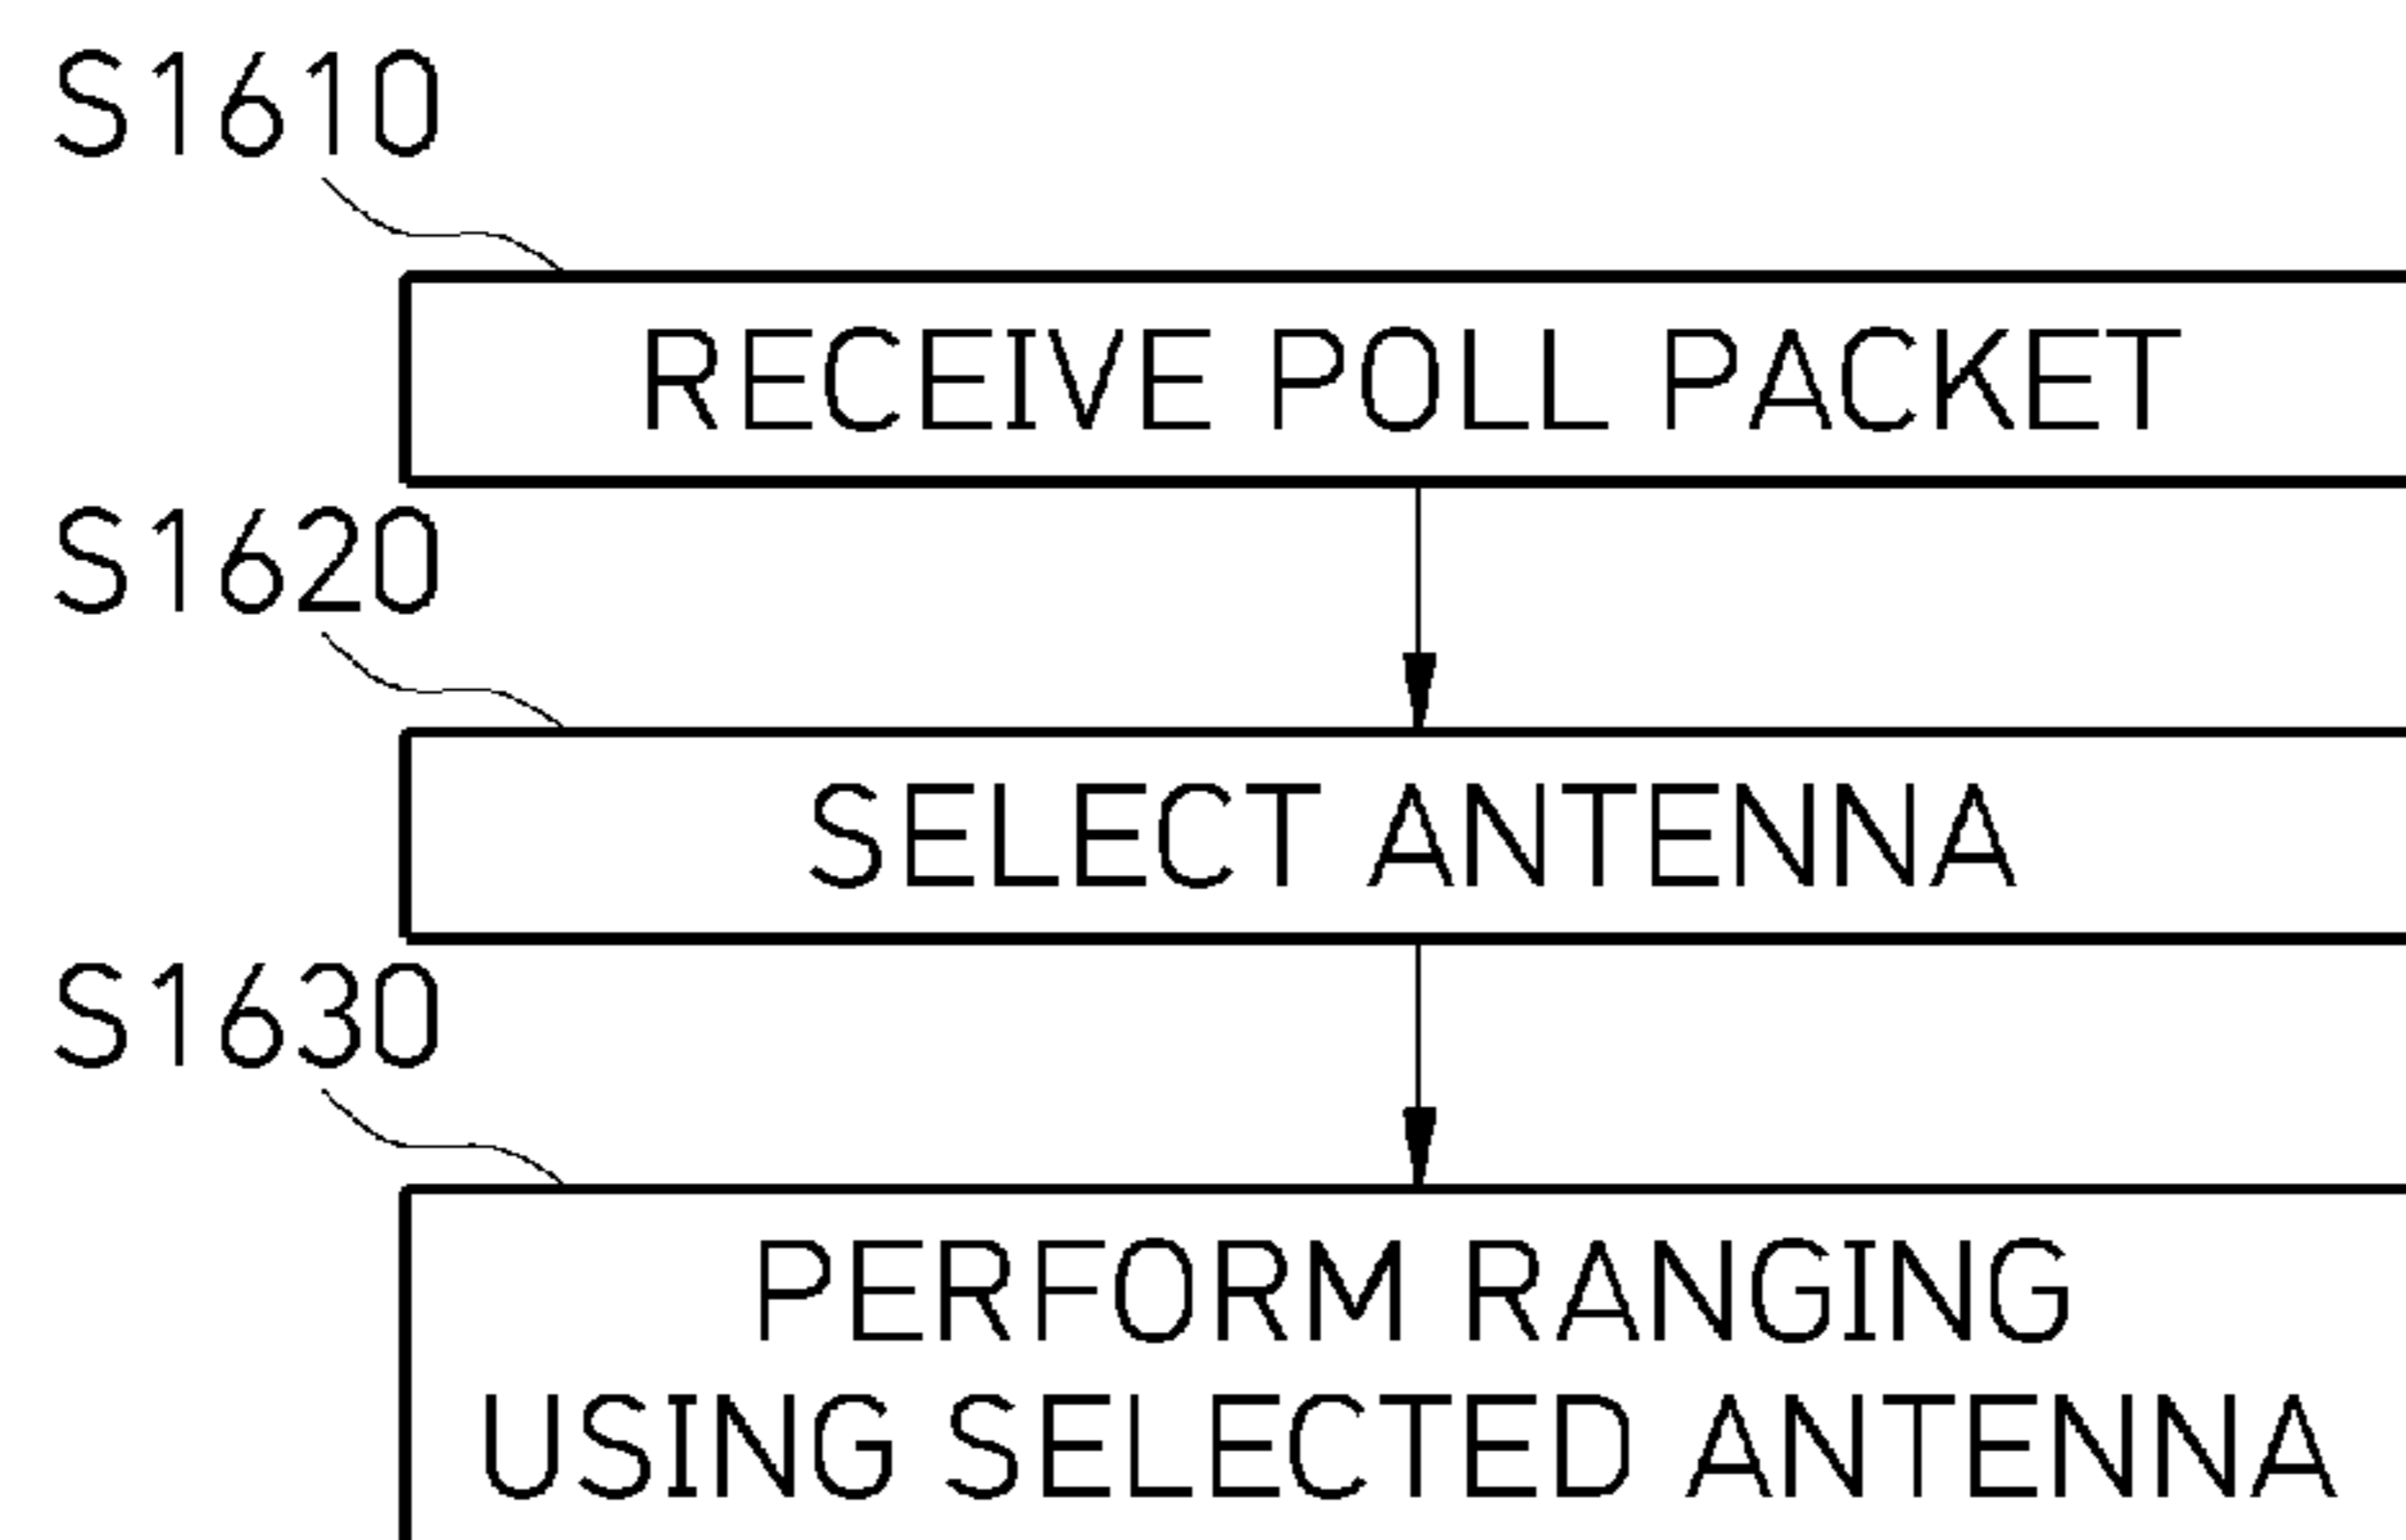 S1610
RECEIVE POLL PACKET
S1620
SELECT ANTENNA
S1630
PERFORM RANGING
USING SELECTED ANTENNA